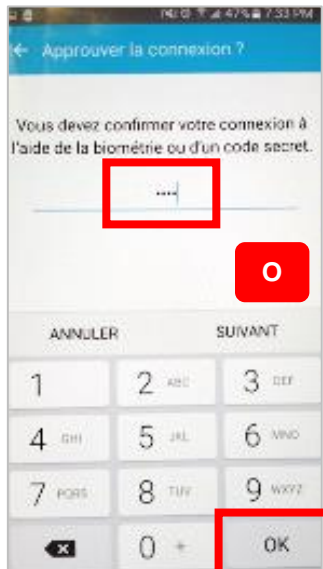 47% 7:33 PM
← Approuver la connexion ?
Vous devez confirmer votre connexion à
l'aide de la biométrie ou d'un code secret.
....
O
ANNULER SUIVANT
1 2 ABC 3 DEF
4 GHI 5 JKL 6 MNO
7 PQRS 8 TUV 9 WXYZ
0 + OK